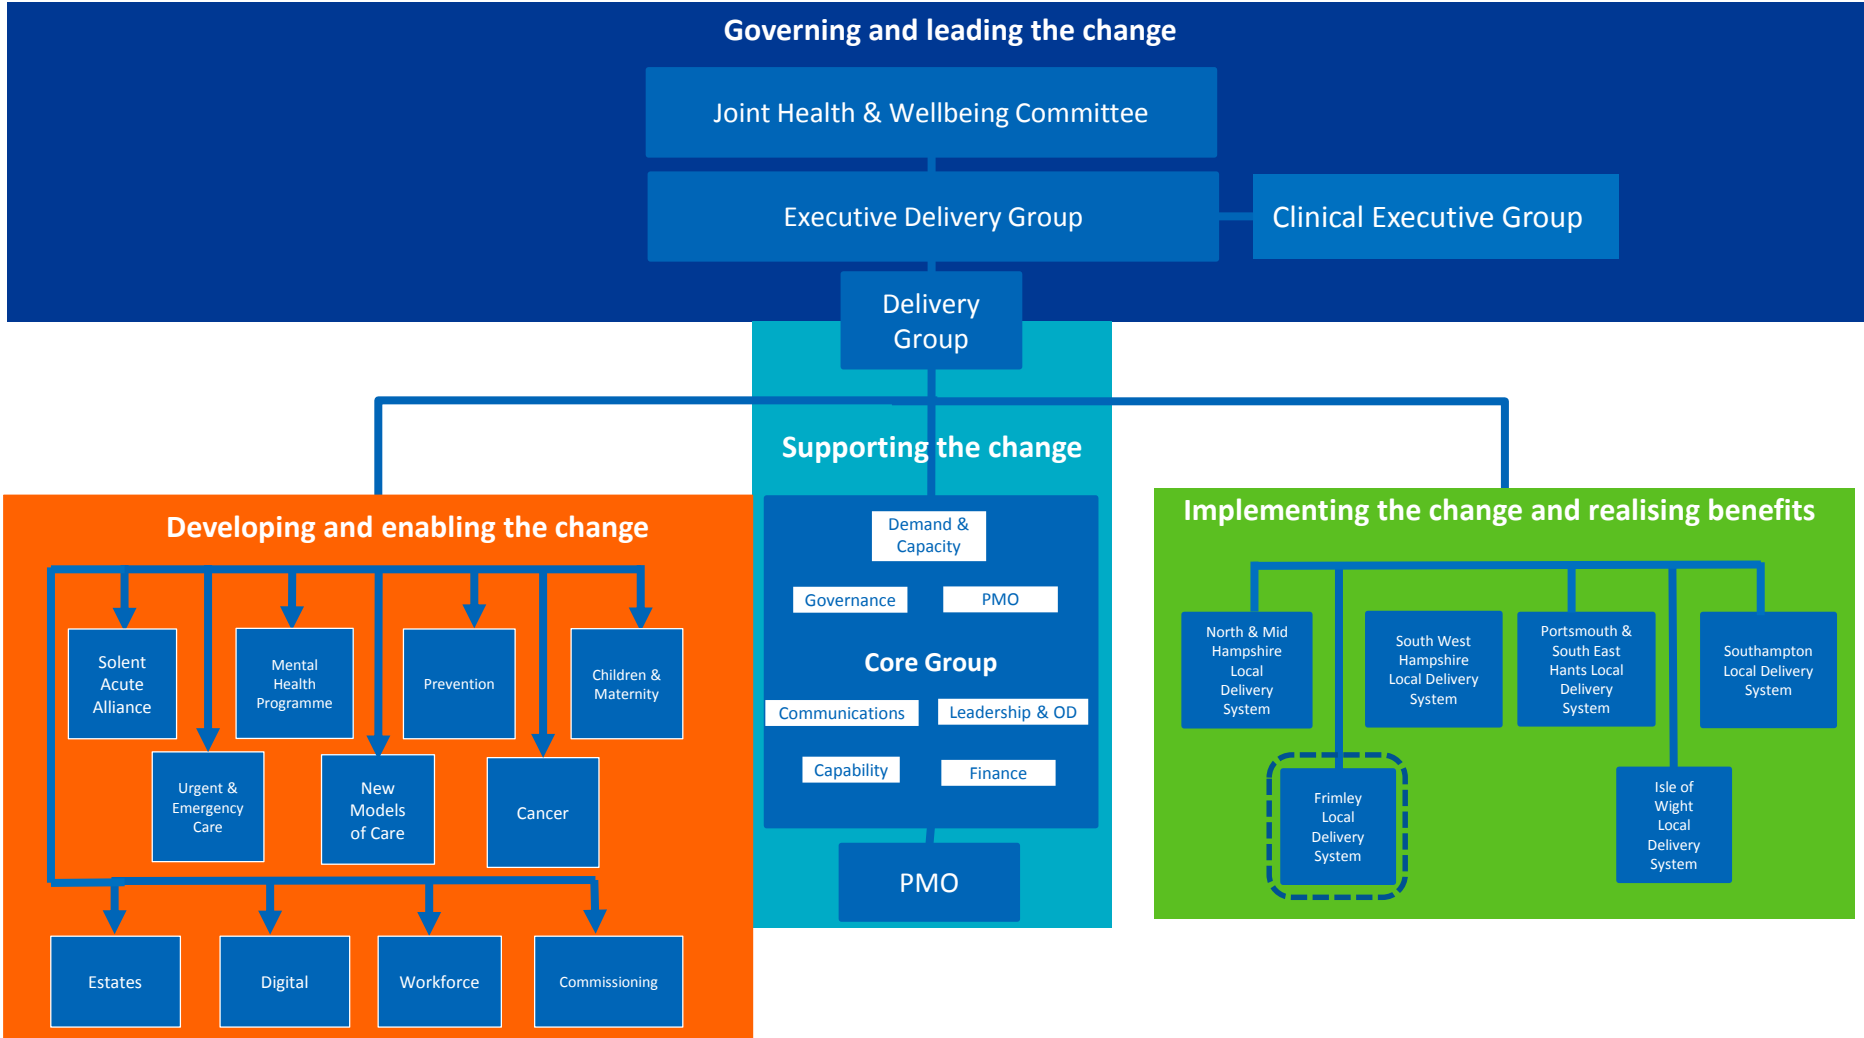 Governing and leading the change
Joint Health & Wellbeing Committee
Executive Delivery Group
Clinical Executive Group
Delivery
Group
Supporting the change
Developing and enabling the change
Solent
Acute
Alliance
Mental
Health
Programme
Prevention
Children &
Maternity
Urgent &
Emergency
Care
New
Models
of Care
Cancer
Estates
Digital
Workforce
Commissioning
Demand &
Capacity
Governance
PMO
Core Group
Communications
Leadership & OD
Capability
Finance
PMO
Implementing the change and realising benefits
North & Mid
Hampshire
Local
Delivery
System
South West
Hampshire
Local Delivery
System
Portsmouth &
South East
Hants Local
Delivery
System
Southampton
Local Delivery
System
Frimley
Local
Delivery
System
Isle of
Wight
Local
Delivery
System